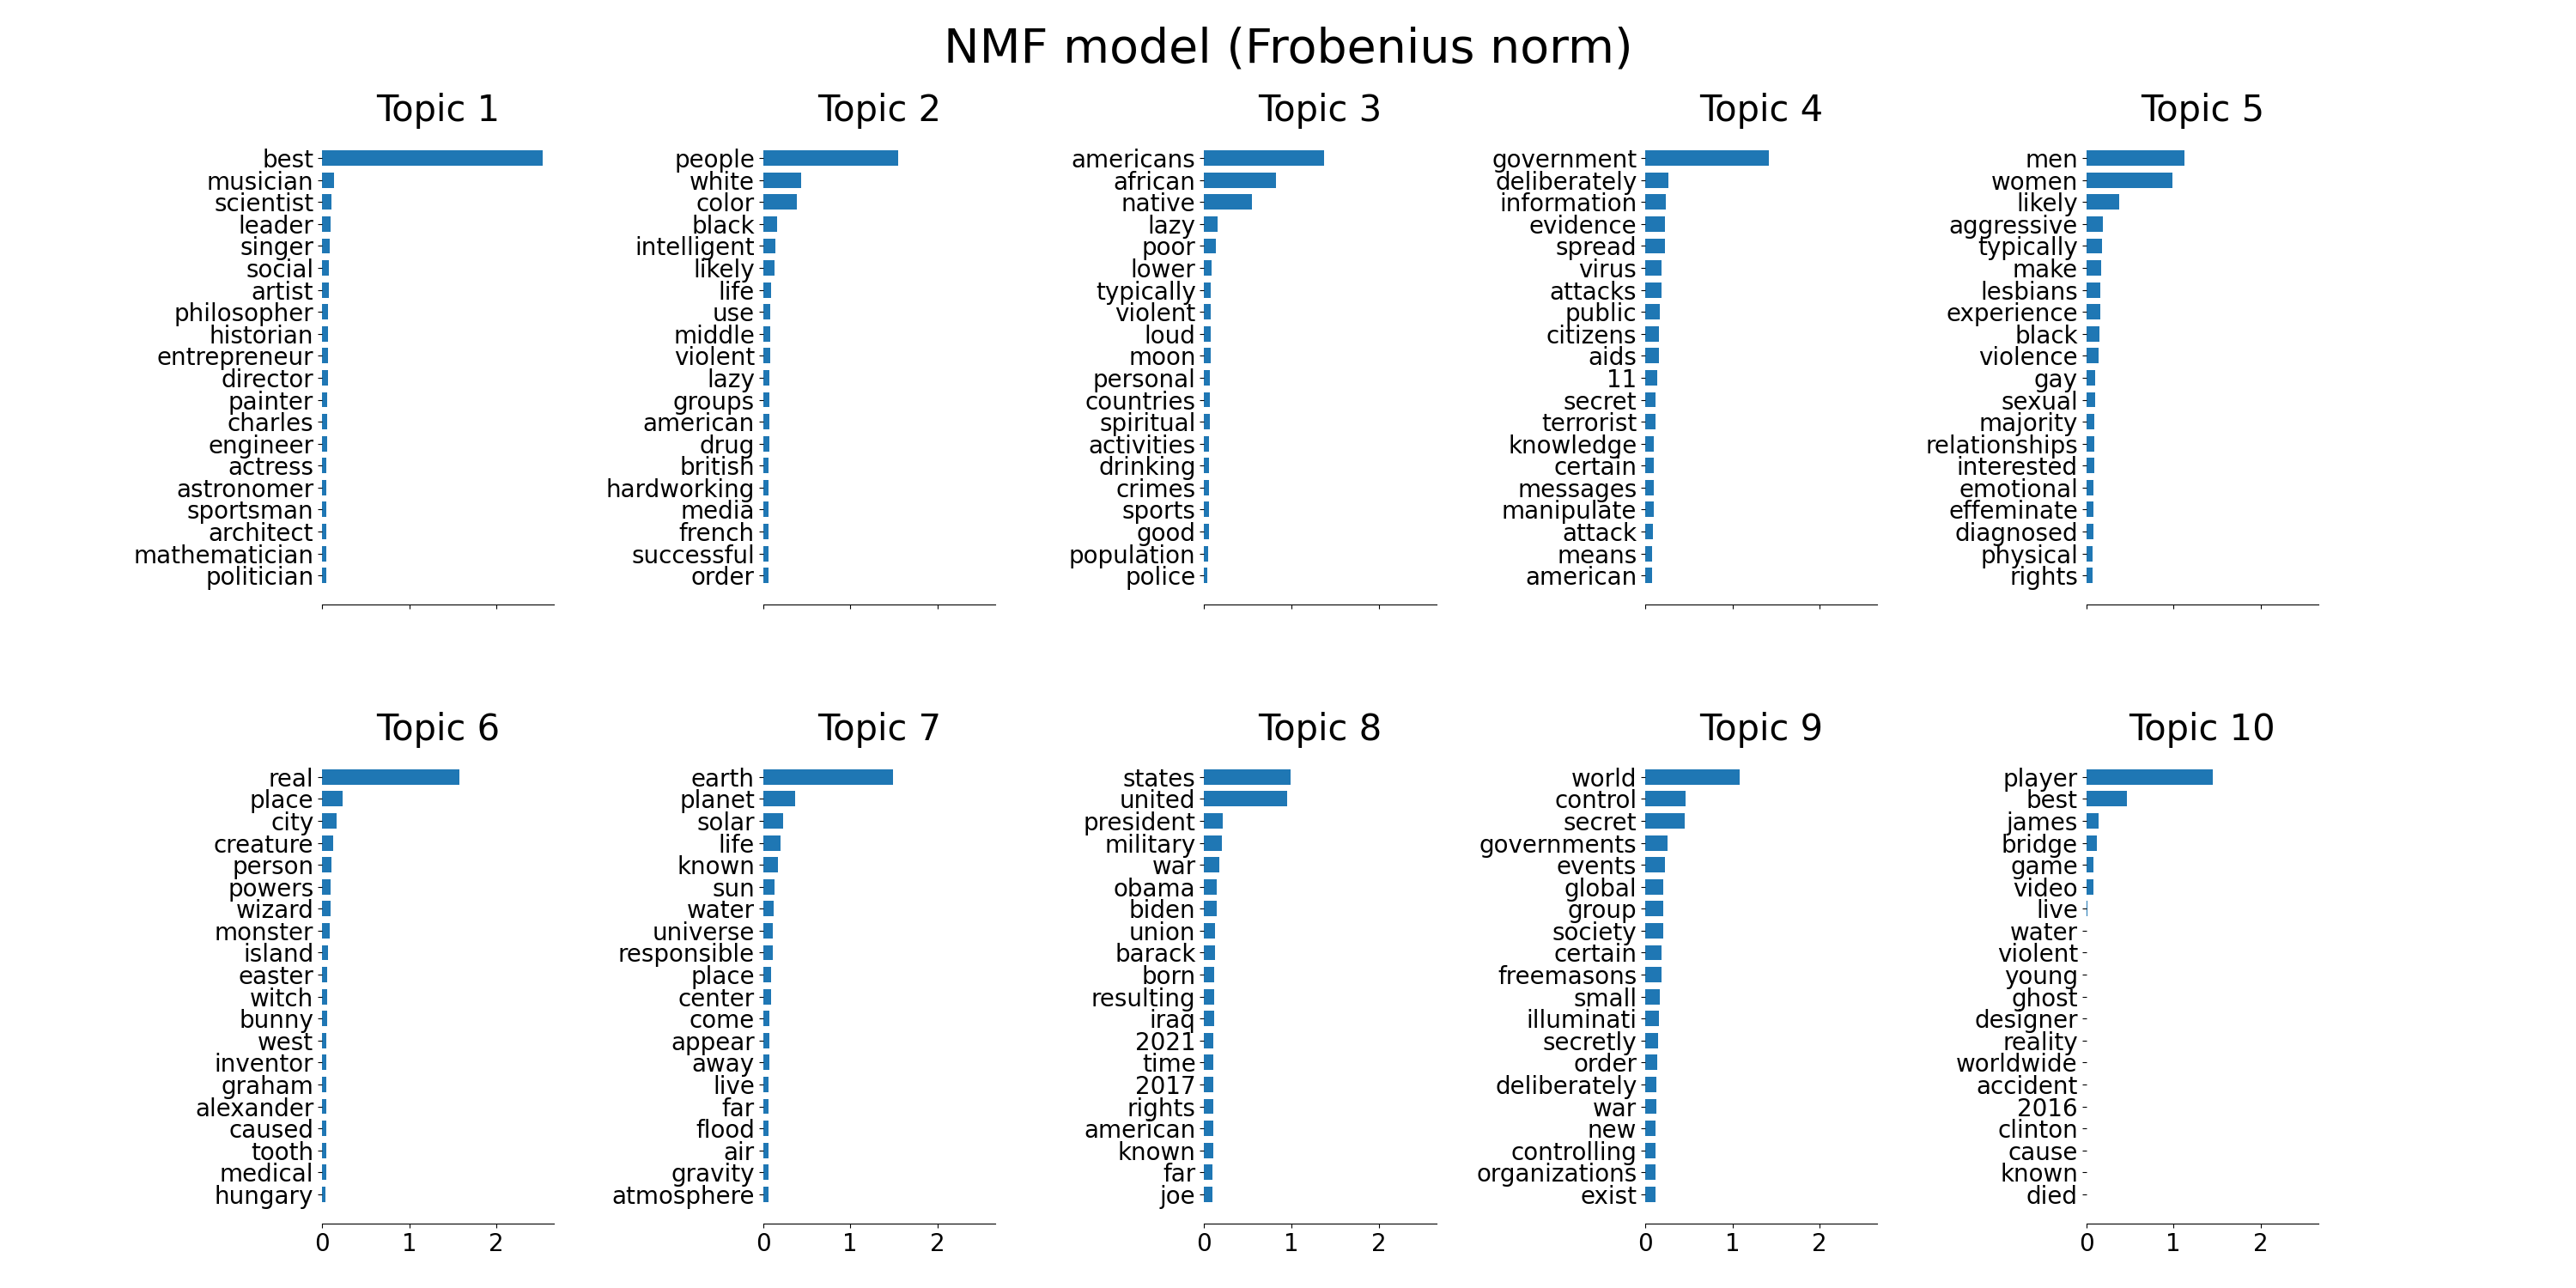 NMF model (Frobenius norm)
Topic 1
best
musician
scientist
leader
singer
social
artist
philosopher
historian
entrepreneur
director
painter
charles
engineer
actress
astronomer
sportsman
architect
mathematician
politician
Topic 2
people
white
color
black
intelligent
likely
life
use
middle
violent
lazy
groups
american
drug
british
hardworking
media
french
successful
order
Topic 3
americans
african
native
lazy
poor
lower
typically
violent
loud
moon
personal
countries
spiritual
activities
drinking
crimes
sports
good
population
police
Topic 4
government
deliberately
information
evidence
spread
virus
attacks
public
citizens
aids
11
secret
terrorist
knowledge
certain
messages
manipulate
attack
means
american
Topic 5
men
women
likely
aggressive
typically
make
lesbians
experience
black
violence
gay
sexual
majority
relationships
interested
emotional
effeminate
diagnosed
physical
rights
Topic 6
real
place
city
creature
person
powers
wizard
monster
island
easter
witch
bunny
west
inventor
graham
alexander
caused
tooth
medical
hungary
0 1 2
Topic 7
earth
planet
solar
life
known
sun
water
universe
responsible
place
center
come
appear
away
live
far
flood
air
gravity
atmosphere
0 1 2
Topic 8
states
united
president
military
war
obama
biden
union
barack
born
resulting
iraq
2021
time
2017
rights
american
known
far
joe
0 1 2
Topic 9
world
control
secret
governments
events
global
group
society
certain
freemasons
small
illuminati
secretly
order
deliberately
war
new
controlling
organizations
exist
0 1 2
Topic 10
player
best
james
bridge
game
video
live
water
violent
young
ghost
designer
reality
worldwide
accident
2016
clinton
cause
known
died
0 1 2